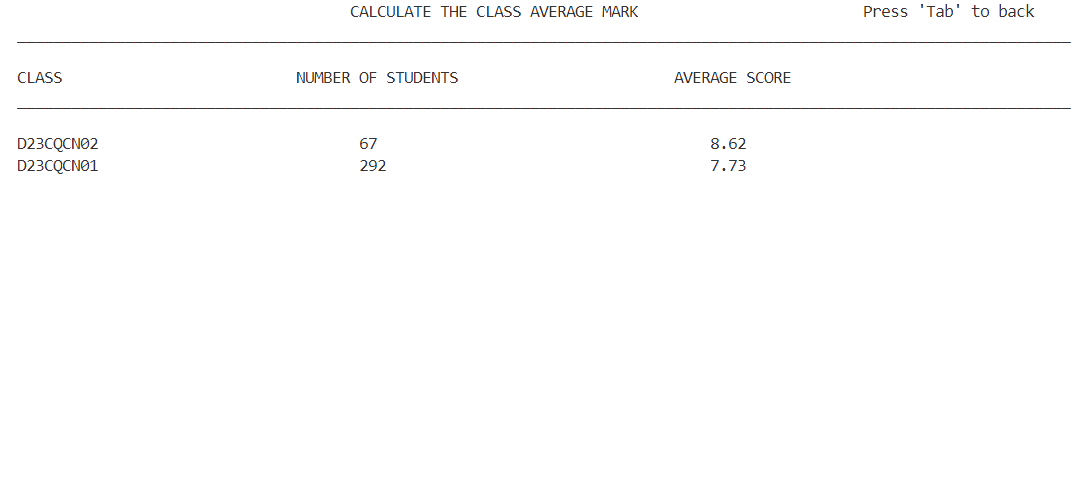 CALCULATE THE CLASS AVERAGE MARK Press 'Tab' to back
CLASS NUMBER OF STUDENTS AVERAGE SCORE
D23CQCN02 67 8.62
D23CQCN01 292 7.73